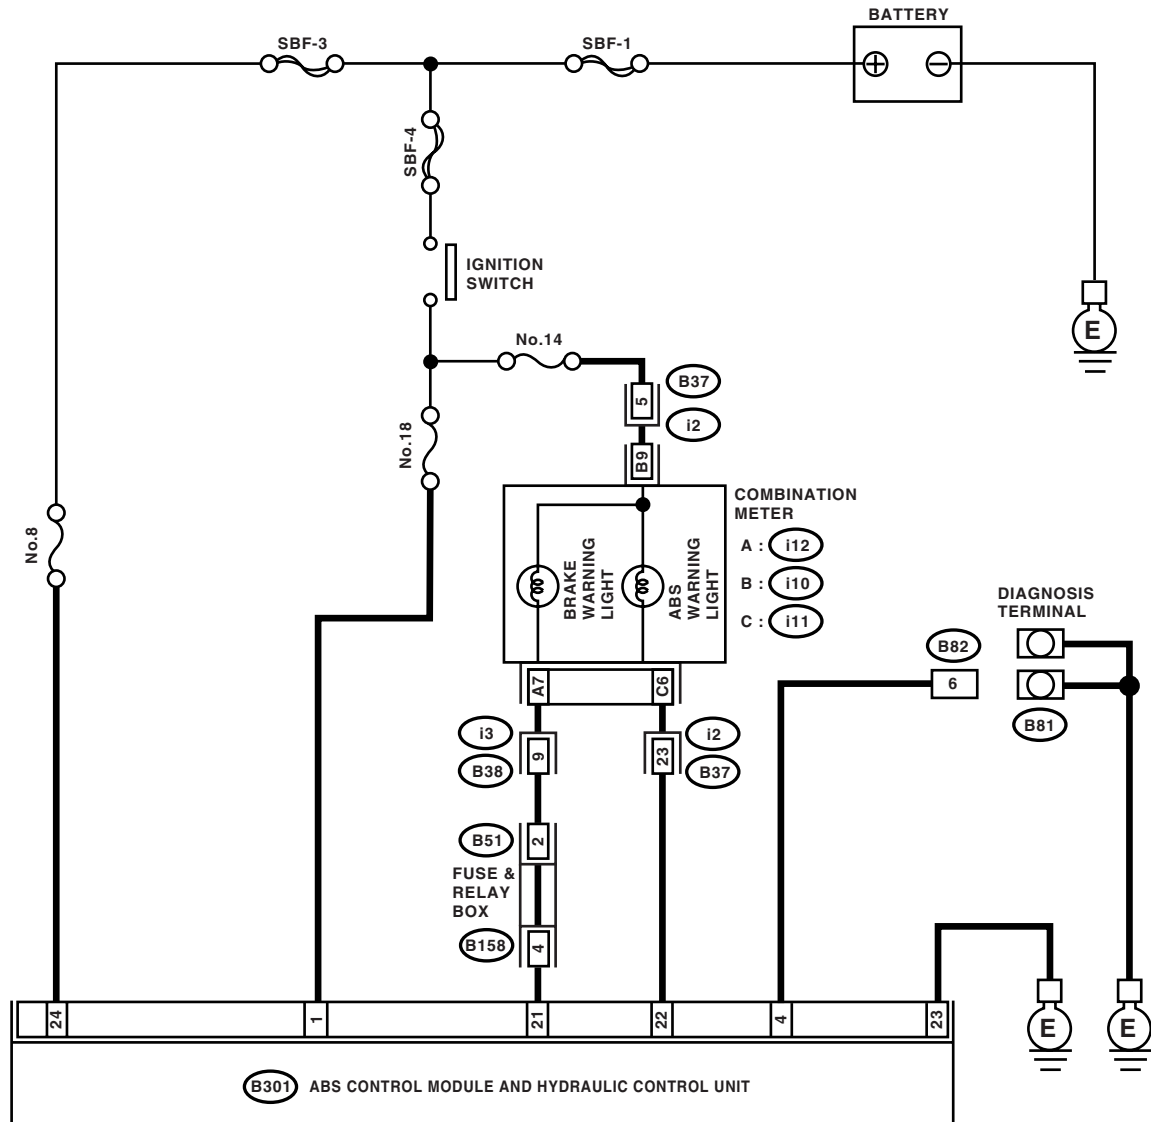 BATTERY
SBF-3
SBF-1
SBF-4
IGNITION
SWITCH
E
No.14
B37
5
i2
No.18
B9
COMBINATION
METER
No.8
A : i12
BRAKE
WARNING
LIGHT
ABS
WARNING
LIGHT
B : i10
C : i11
DIAGNOSIS
TERMINAL
B82
6
A7
C6
B81
i3
i2
9
23
B38
B37
B51
2
FUSE &
RELAY
BOX
B158
4
24
1
21
22
4
23
E
E
B301 ABS CONTROL MODULE AND HYDRAULIC CONTROL UNIT